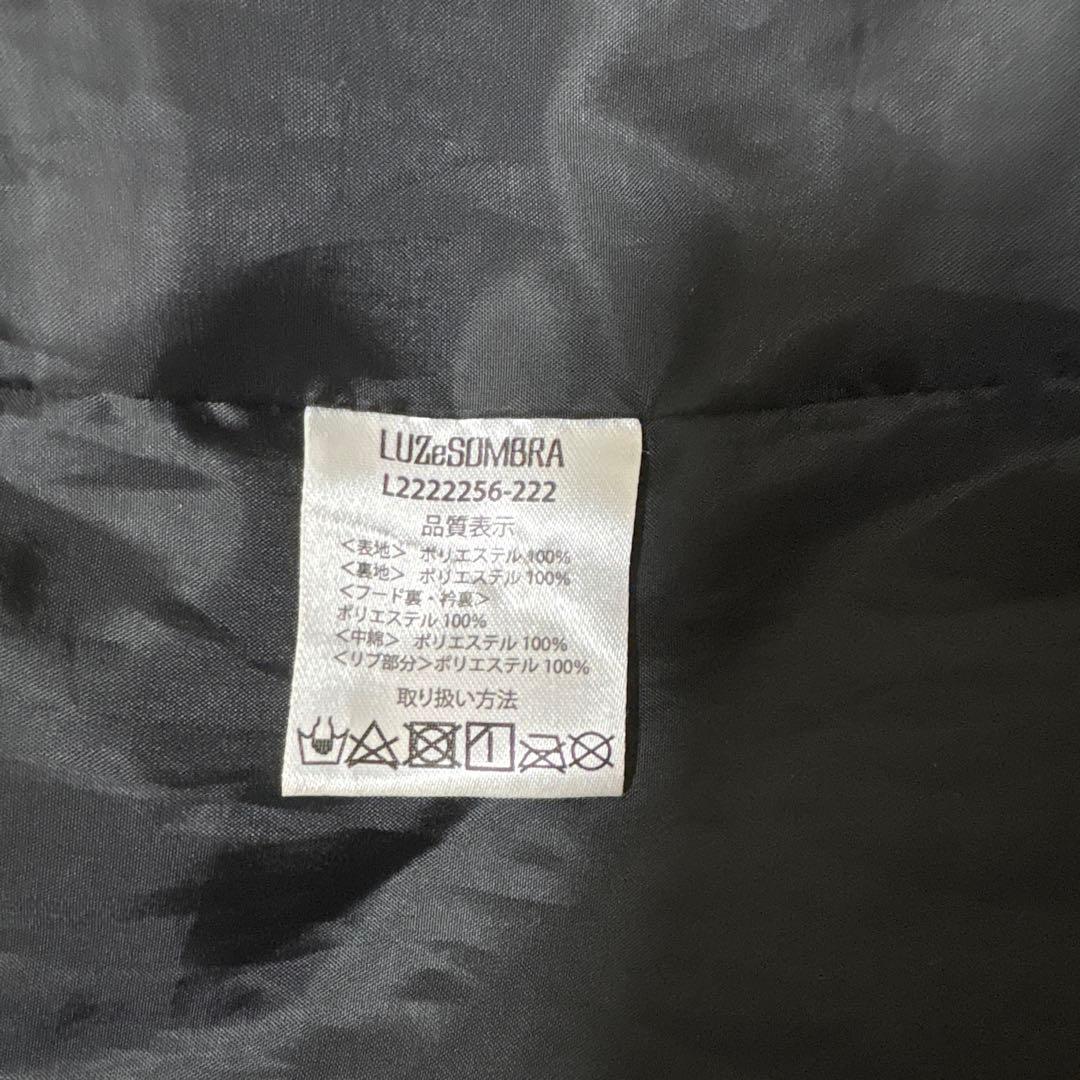 LUZeSOMBRA
L2222256-222
品質表示
<表地> ポリエステル 100%
<裏地> ポリエステル 100%
<フード裏・衿裏>
ポリエステル 100%
<中綿> ポリエステル 100%
<リブ部分>ポリエステル 100%
取り扱い方法